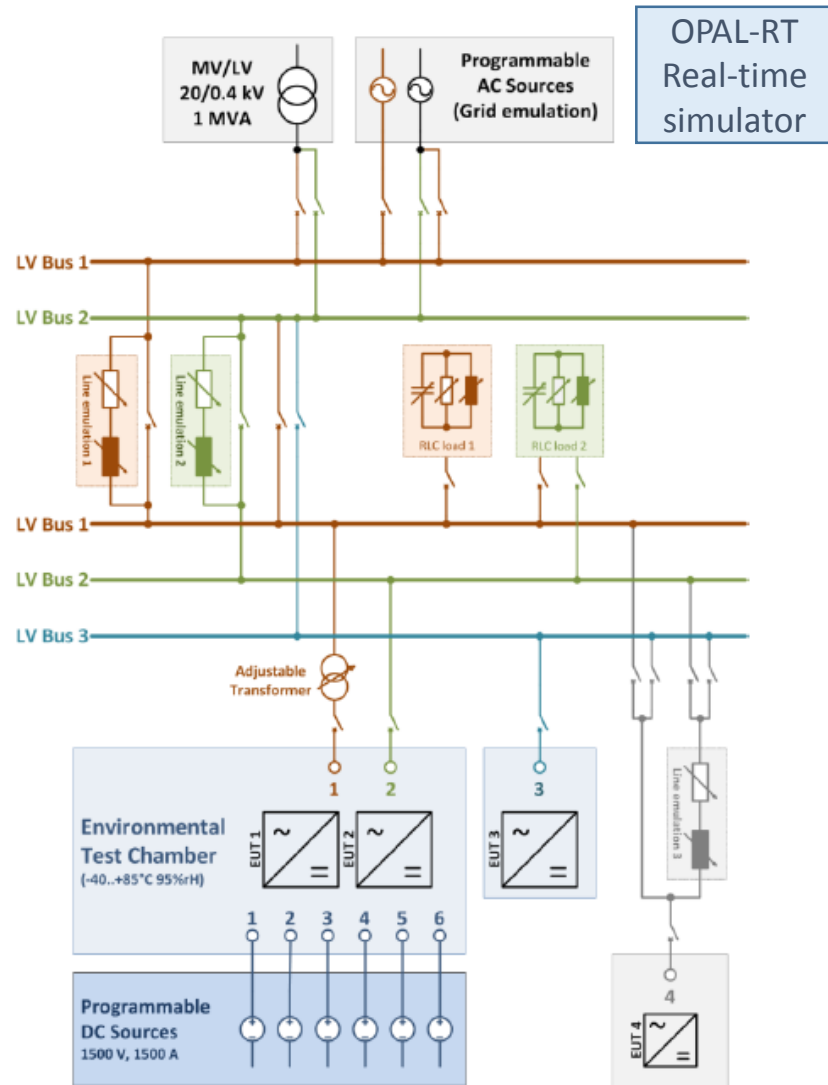 OPAL-RT
Real-time
simulator
MV/LV
20/0.4 kV
1 MVA
Programmable
AC Sources
(Grid emulation)
LV Bus 1
LV Bus 2
Line emulation 1
Line emulation 2
RLC load 1
RLC load 2
LV Bus 1
LV Bus 2
LV Bus 3
Adjustable
Transformer
1
2
3
Line emulation 3
Environmental
Test Chamber
(-40..+85°C 95%rH)
EUT 1
EUT 2
EUT 3
1 2 3 4 5 6
4
EUT 4
Programmable
DC Sources
1500 V, 1500 A